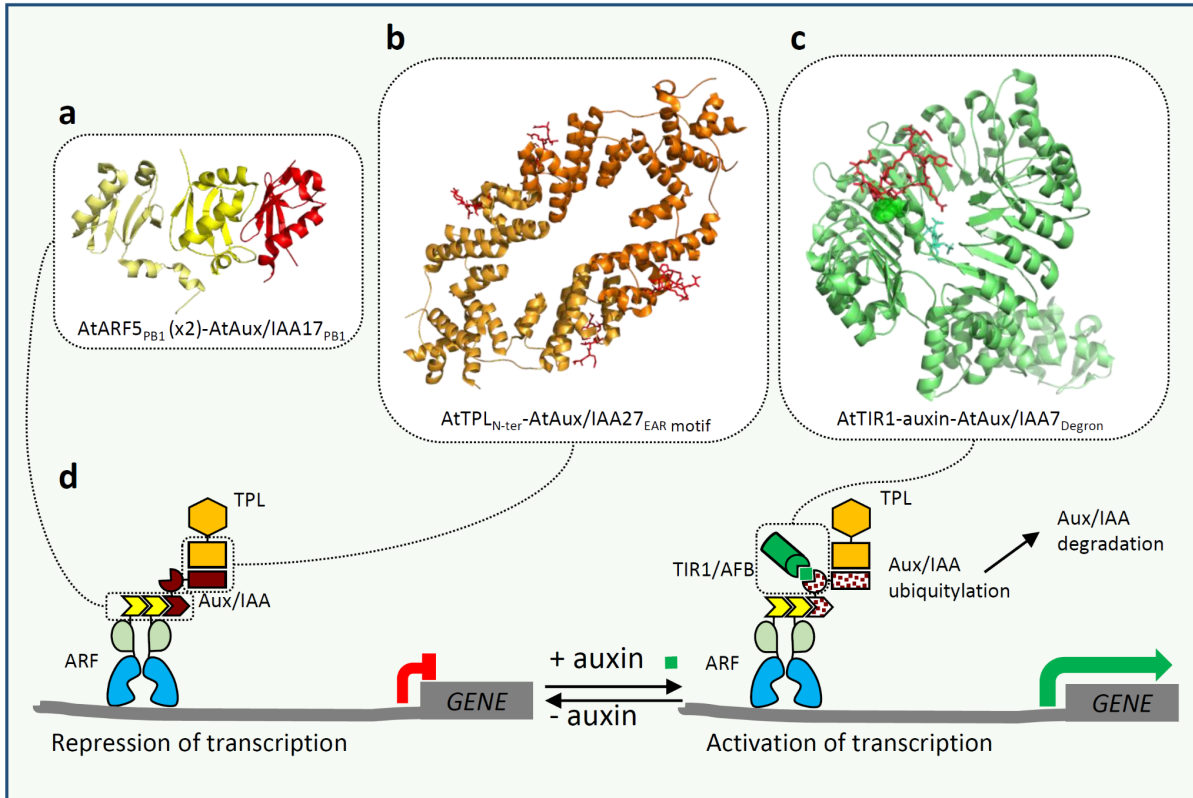 a
AtARF5PB1 (x2)-AtAux/IAA17PB1
b
AtTPLN-ter-AtAux/IAA27EAR motif
c
AtTIR1-auxin-AtAux/IAA7Degron
d
TPL
Aux/IAA
ARF
GENE
Repression of transcription
+ auxin
- auxin
TPL
TIR1/AFB
Aux/IAA
ubiquitylation
Aux/IAA
degradation
ARF
GENE
Activation of transcription